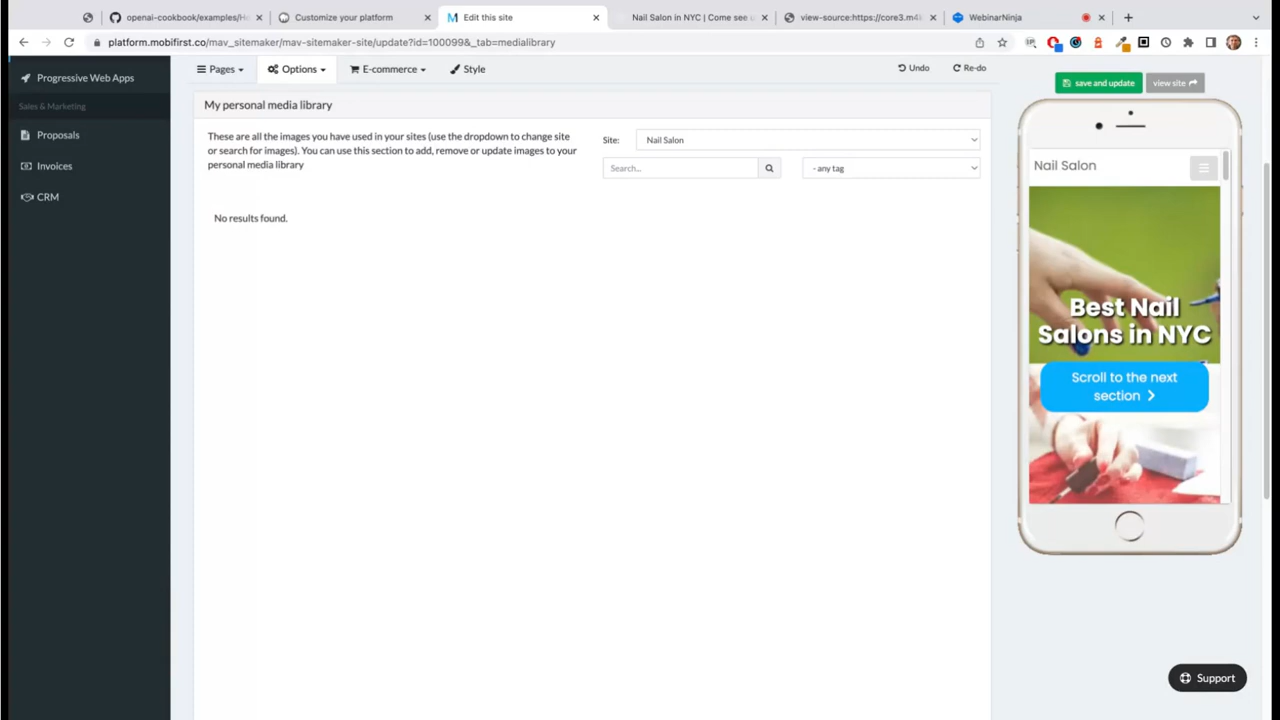 openai-cookbook/examples/He
Customize your platform
Edit this site
Nail Salon in NYC | Come see u
view-source:https://core3.m4i
WebinarNinja
platform.mobifirst.co/mav_sitemaker/mav-sitemaker-site/update?id=100099&_tab=medialibrary
Progressive Web Apps
Sales & Marketing
Proposals
Invoices
CRM
Pages
Options
E-commerce
Style
Undo
Re-do
save and update
view site
My personal media library
These are all the images you have used in your sites (use the dropdown to change site
or search for images). You can use this section to add, remove or update images to your
personal media library
Site:
Nail Salon
Search...
- any tag
No results found.
Nail Salon
Best Nail
Salons in NYC
Scroll to the next
section
Support